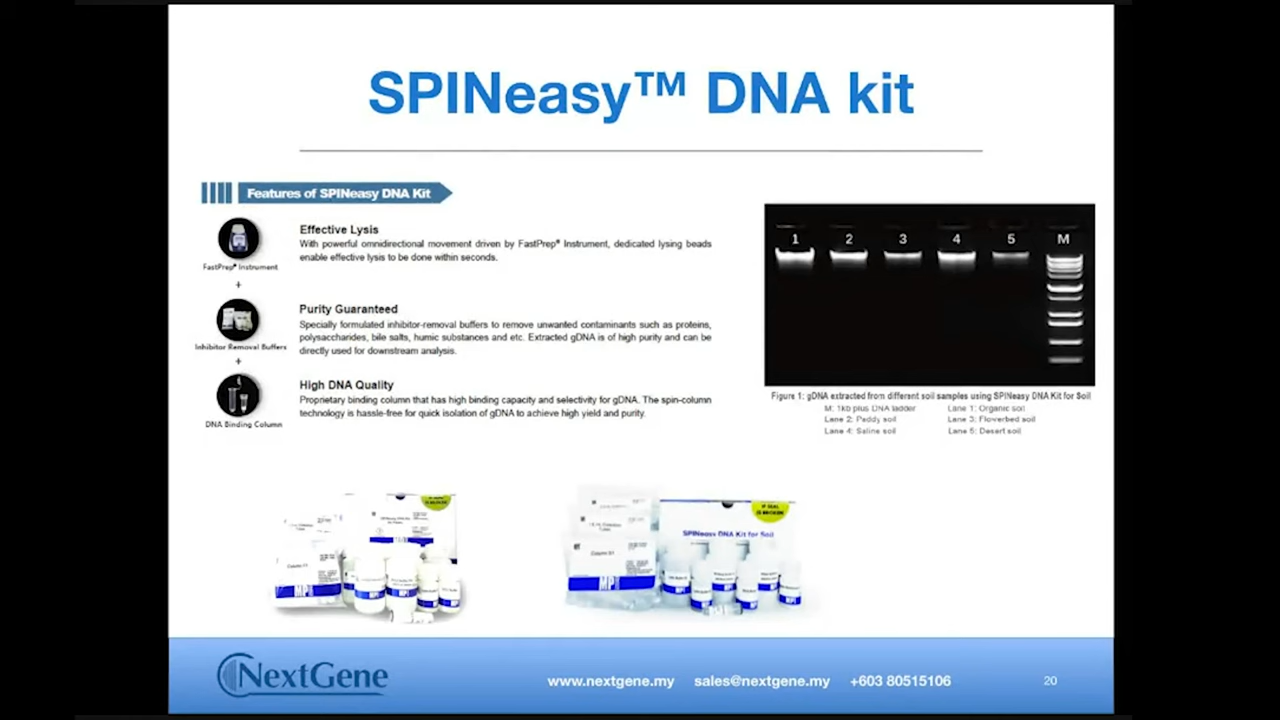 SPINeasy™ DNA kit
Features of SPINeasy DNA Kit
FastPrep® Instrument
+
Inhibitor Removal Buffers
+
DNA Binding Column
Effective Lysis
With powerful omnidirectional movement driven by FastPrep® Instrument, dedicated lysing beads
enable effective lysis to be done within seconds.
Purity Guaranteed
Specially formulated inhibitor-removal buffers to remove unwanted contaminants such as proteins,
polysaccharides, bile salts, humic substances and etc. Extracted gDNA is of high purity and can be
directly used for downstream analysis.
High DNA Quality
Proprietary binding column that has high binding capacity and selectivity for gDNA. The spin-column
technology is hassle-free for quick isolation of gDNA to achieve high yield and purity.
1 2 3 4 5 M
Figure 1: gDNA extracted from different soil samples using SPINeasy DNA Kit for Soil
M: 1kb plus DNA ladder Lane 1: Organic soil
Lane 2: Paddy soil Lane 3: Flowerbed soil
Lane 4: Saline soil Lane 5: Desert soil
IF SEAL
IS BROKEN
SPINeasy DNA Kit for Soil
MP
MP
NextGene
www.nextgene.my sales@nextgene.my +603 80515106
20